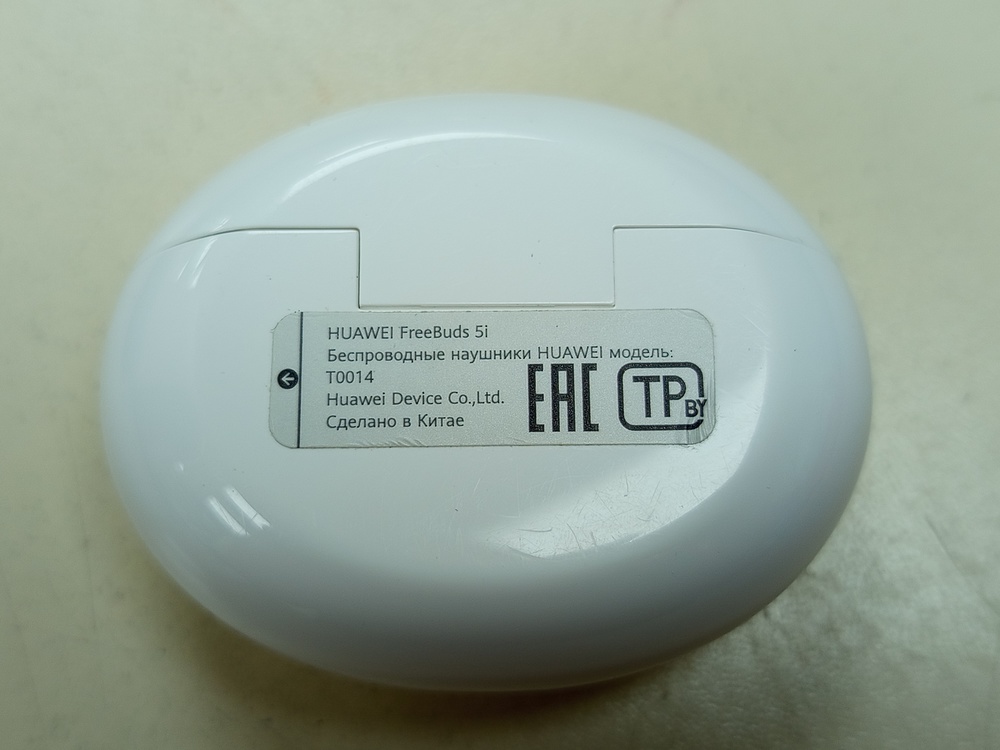 HUAWEI FreeBuds 5i
Беспроводные наушники HUAWEI модель:
T0014
Huawei Device Co.,Ltd.
Сделано в Китае
EAC
TP BY